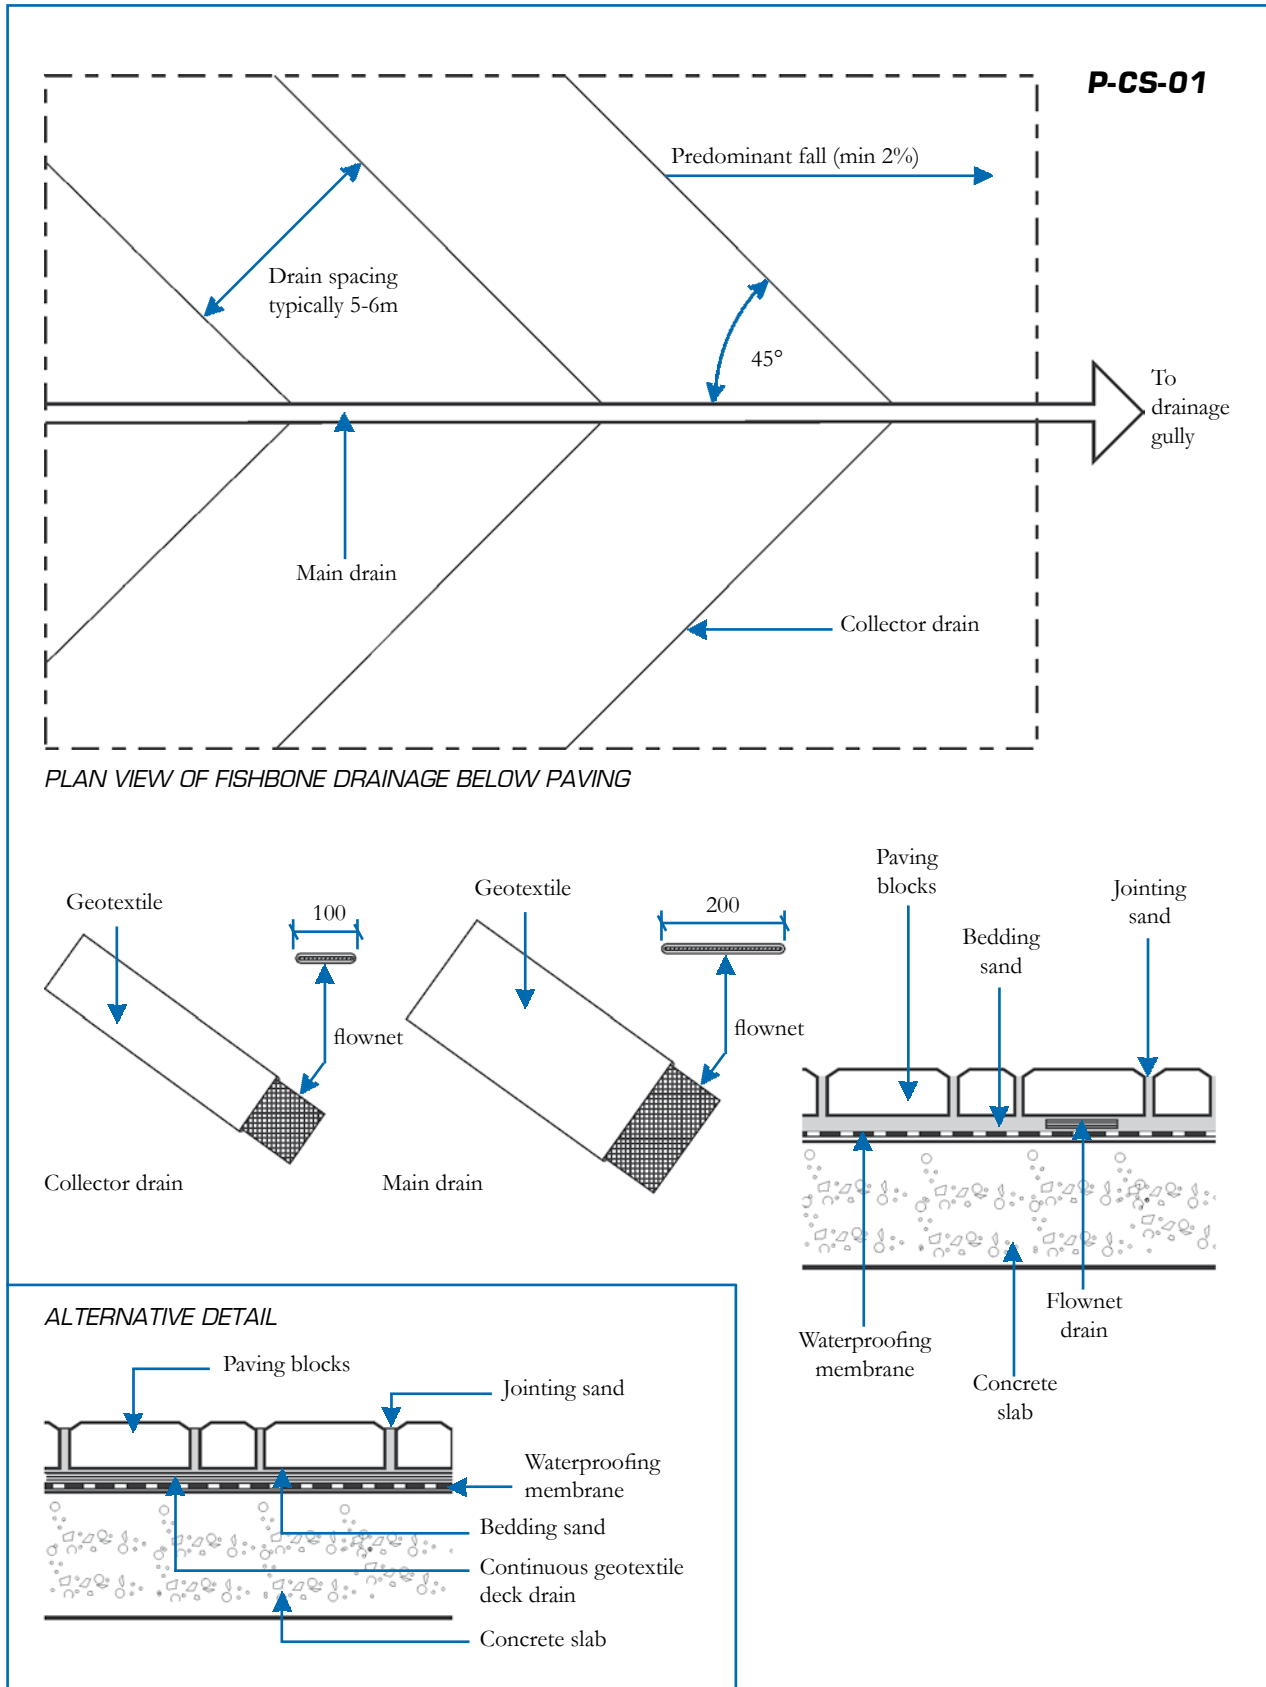 P-CS-01
Predominant fall (min 2%)
Drain spacing
typically 5-6m
45°
To
drainage
gully
Main drain
Collector drain
PLAN VIEW OF FISHBONE DRAINAGE BELOW PAVING
Geotextile
100
flownet
Collector drain
Geotextile
200
flownet
Main drain
Paving
blocks
Jointing
sand
Bedding
sand
Waterproofing
membrane
Flownet
drain
Concrete
slab
ALTERNATIVE DETAIL
Paving blocks
Jointing sand
Waterproofing
membrane
Bedding sand
Continuous geotextile
deck drain
Concrete slab